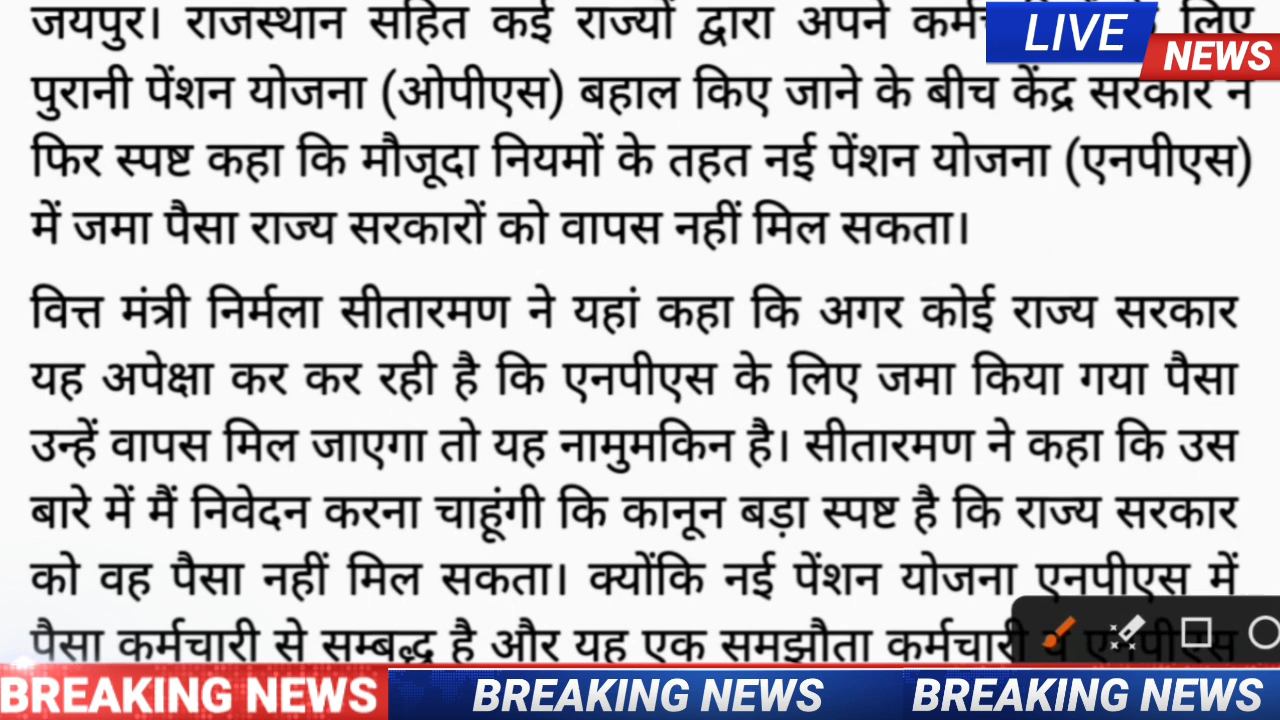 जयपुर। राजस्थान सहित कई राज्यों द्वारा अपने लिए
LIVE
NEWS
पुरानी पेंशन योजना (ओपीएस) बहाल किए जाने के बीच केंद्र सरकार ने
फिर स्पष्ट कहा कि मौजूदा नियमों के तहत नई पेंशन योजना (एनपीएस)
में जमा पैसा राज्य सरकारों को वापस नहीं मिल सकता।
वित्त मंत्री निर्मला सीतारमण ने यहां कहा कि अगर कोई राज्य सरकार
यह अपेक्षा कर कर रही है कि एनपीएस के लिए जमा किया गया पैसा
उन्हें वापस मिल जाएगा तो यह नामुमकिन है। सीतारमण ने कहा कि उस
बारे में मैं निवेदन करना चाहूंगी कि कानून बड़ा स्पष्ट है कि राज्य सरकार
को वह पैसा नहीं मिल सकता। क्योंकि नई पेंशन योजना एनपीएस में
पैसा कर्मचारी से सम्बद्ध है और यह एक समझौता कर्मचारी व एनपीएस
BREAKING NEWS BREAKING NEWS BREAKING NEWS